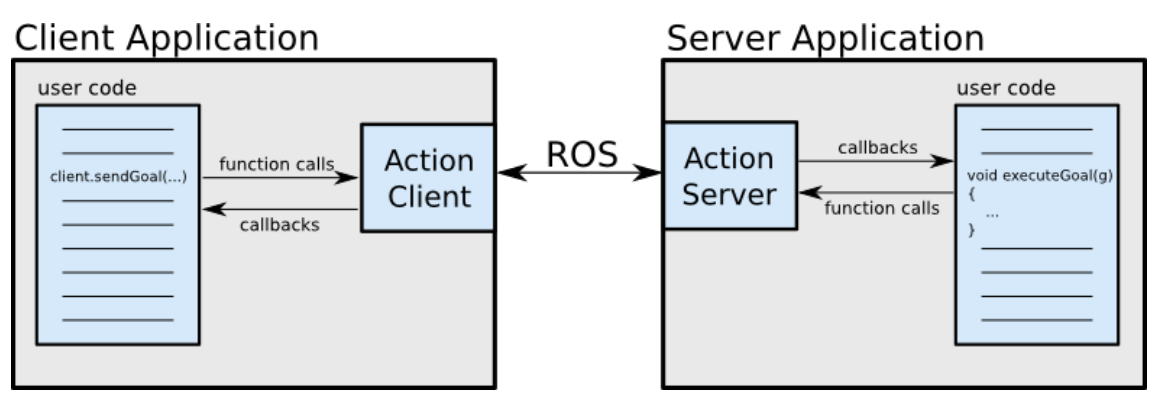 Client Application
user code
client.sendGoal(...)
function calls
callbacks
Action
Client
ROS
Server Application
Action
Server
callbacks
function calls
user code
void executeGoal(g)
{
...
}